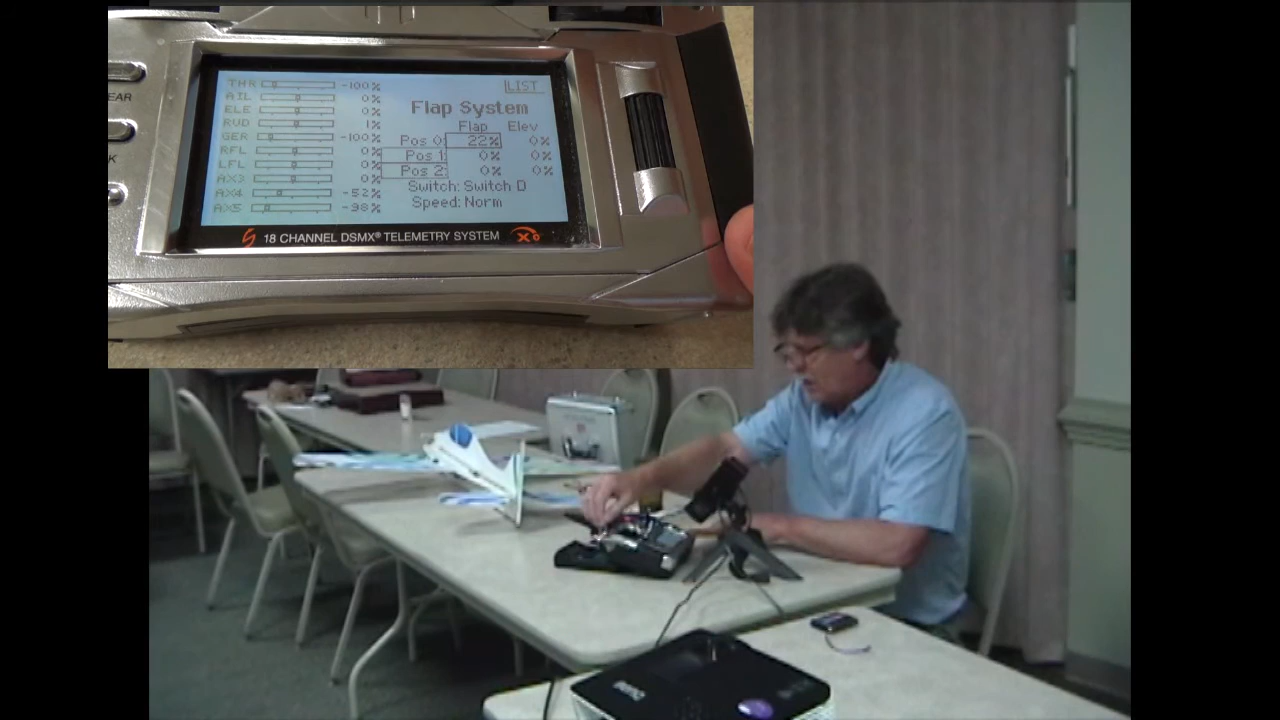 THR -100%
AIL 0%
ELE 0%
RUD 1%
GER -100%
RFL 0%
LFL 0%
AX3 0%
AX4 -52%
AX5 -98%
LIST
Flap System
Flap Elev
Pos 0: 22% 0%
Pos 1: 0% 0%
Pos 2: 0% 0%
Switch: Switch D
Speed: Norm
18 CHANNEL DSMX® TELEMETRY SYSTEM
EAR
K
BenQ